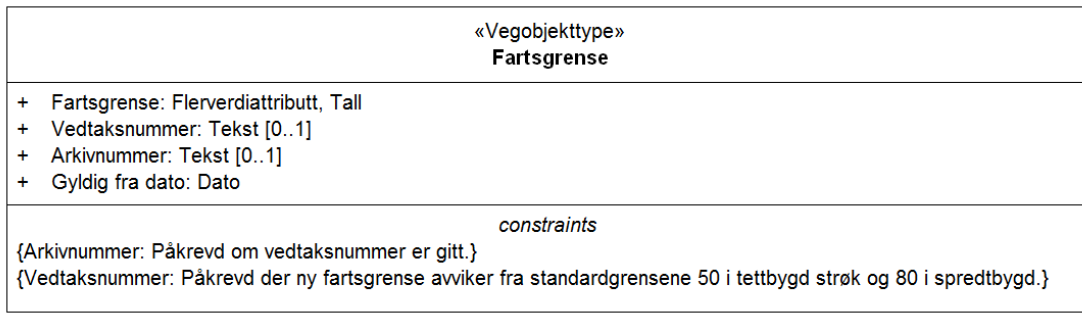 «Vegobjekttype»
Fartsgrense
+ Fartsgrense: Flerverdiattributt, Tall
+ Vedtaksnummer: Tekst [0..1]
+ Arkivnummer: Tekst [0..1]
+ Gyldig fra dato: Dato
constraints
{Arkivnummer: Påkrevd om vedtaksnummer er gitt.}
{Vedtaksnummer: Påkrevd der ny fartsgrense avviker fra standardgrensene 50 i tettbygd strøk og 80 i spredtbygd.}